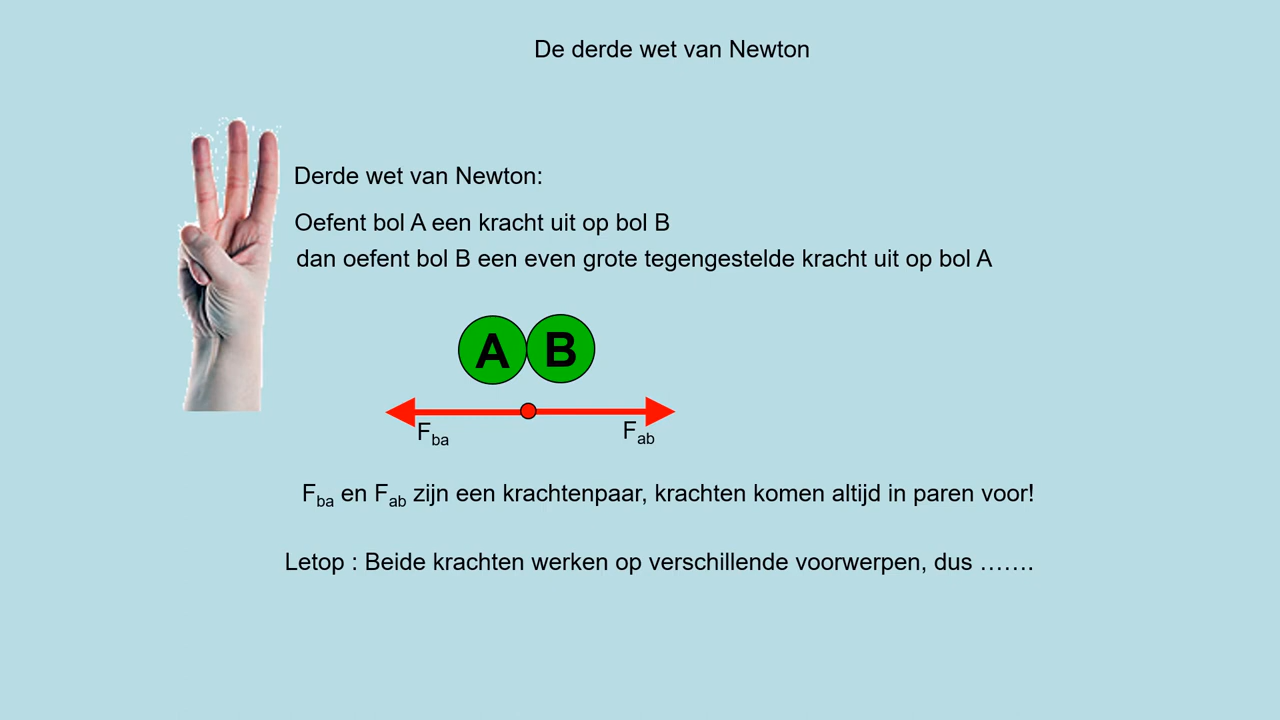 De derde wet van Newton
Derde wet van Newton:
Oefent bol A een kracht uit op bol B
dan oefent bol B een even grote tegengestelde kracht uit op bol A
A B
Fba Fab
Fba en Fab zijn een krachtenpaar, krachten komen altijd in paren voor!
Letop : Beide krachten werken op verschillende voorwerpen, dus …….